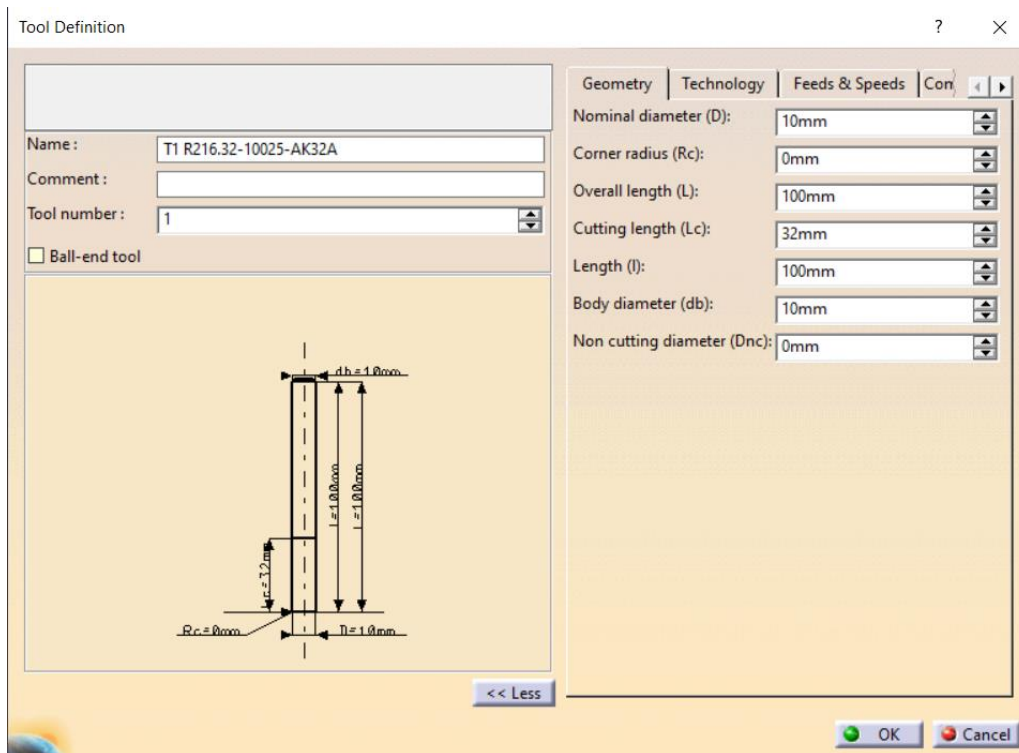 Tool Definition ? ×
Name : T1 R216.32-10025-AK32A
Comment :
Tool number : 1
Ball-end tool
db=10mm
l=100mm
L=100mm
Lc=32mm
Rc=0mm
D=10mm
<< Less
Geometry Technology Feeds & Speeds Com
Nominal diameter (D): 10mm
Corner radius (Rc): 0mm
Overall length (L): 100mm
Cutting length (Lc): 32mm
Length (l): 100mm
Body diameter (db): 10mm
Non cutting diameter (Dnc): 0mm
OK Cancel